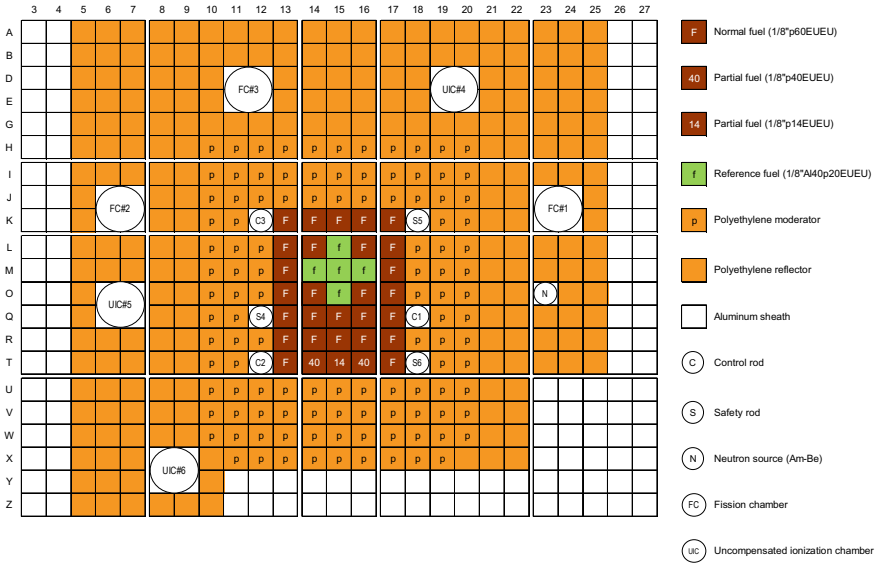 3 4 5 6 7 8 9 10 11 12 13 14 15 16 17 18 19 20 21 22 23 24 25 26 27
A
B
D
FC#3 UIC#4
E
G
H p p p p p p p p p p p
I p p p p p p p p p p p
J p p p p p p p p p p p
FC#2 FC#1
K p p C3 F F F F F S5 p p
L p p p F F f F F p p p
M p p p F f f f F p p p
O p p p F F f F F p p p N
UIC#5
Q p p S4 F F F F F C1 p p
R p p p F F F F F p p p
T p p C2 F 40 14 40 F S6 p p
U p p p p p p p p p p p
V p p p p p p p p p p p
W p p p p p p p p p p p
X p p p p p p p p p
UIC#6
Y
Z
F Normal fuel (1/8"p60EUEU)
40 Partial fuel (1/8"p40EUEU)
14 Partial fuel (1/8"p14EUEU)
f Reference fuel (1/8"Al40p20EUEU)
p Polyethylene moderator
Polyethylene reflector
Aluminum sheath
C Control rod
S Safety rod
N Neutron source (Am-Be)
FC Fission chamber
UIC Uncompensated ionization chamber